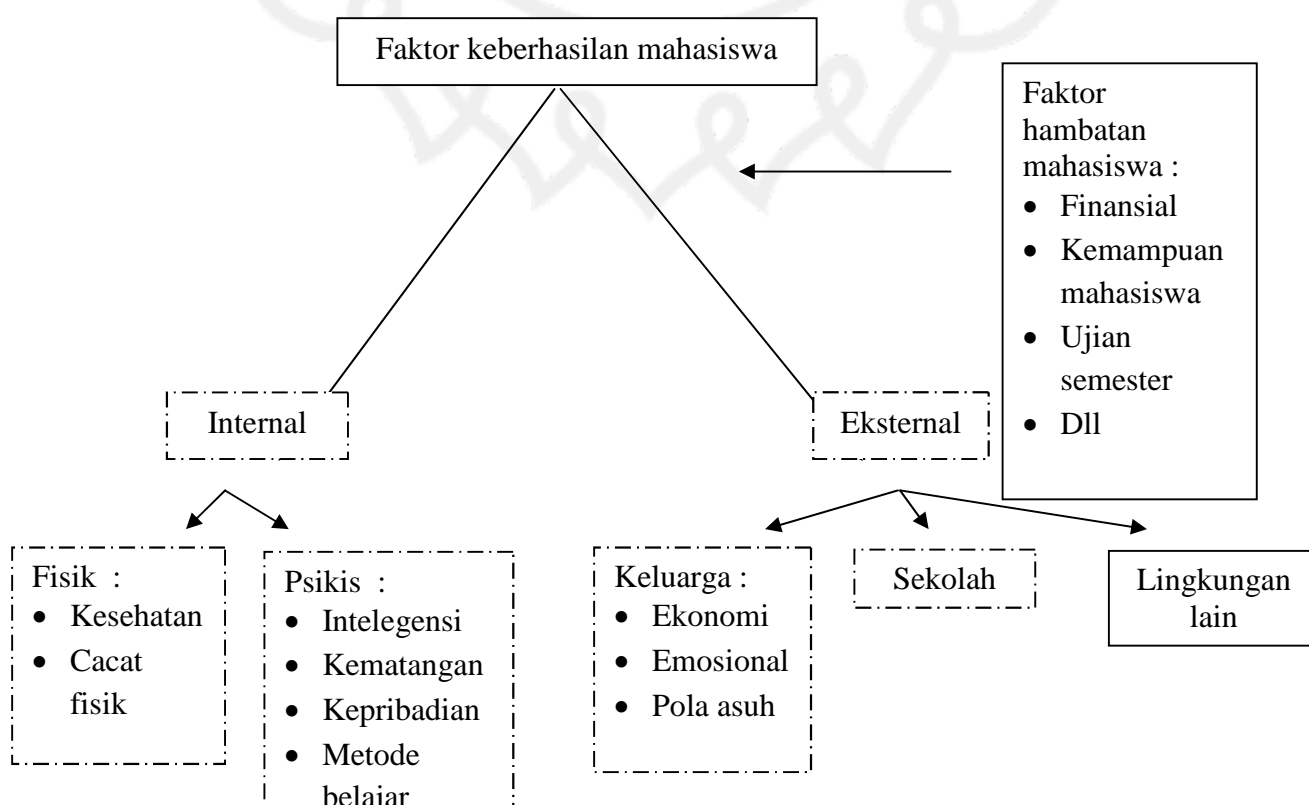 Faktor keberhasilan mahasiswa
Faktor
hambatan
mahasiswa :
• Finansial
• Kemampuan
mahasiswa
• Ujian
semester
• Dll
Internal
Eksternal
Fisik :
• Kesehatan
• Cacat
fisik
Psikis :
• Intelegensi
• Kematangan
• Kepribadian
• Metode
belajar
Keluarga :
• Ekonomi
• Emosional
• Pola asuh
Sekolah
Lingkungan
lain